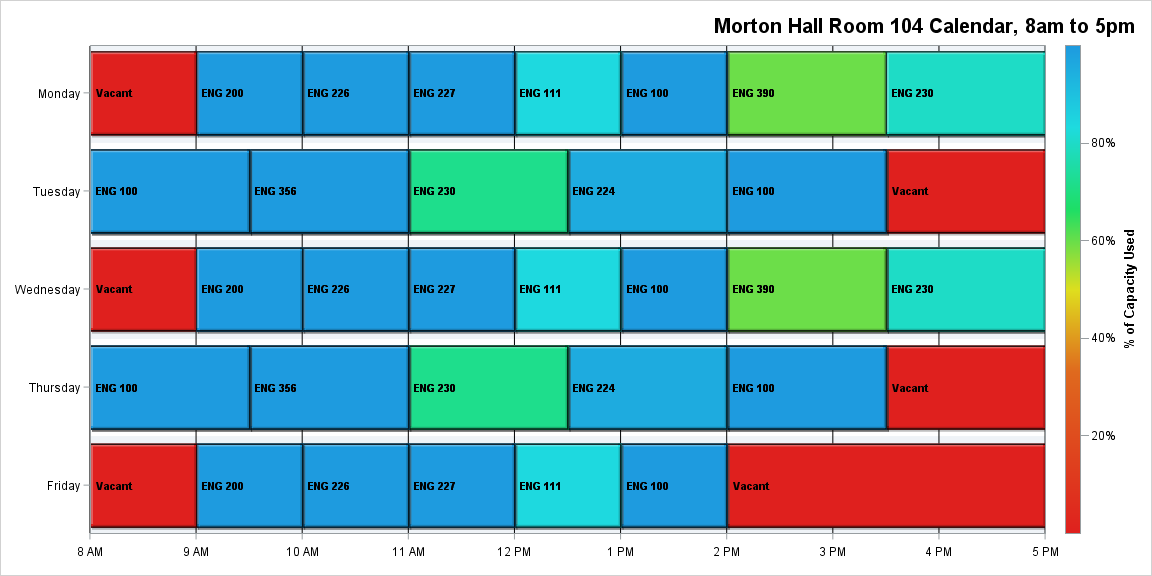 Morton Hall Room 104 Calendar, 8am to 5pm
Monday
Vacant
ENG 200
ENG 226
ENG 227
ENG 111
ENG 100
ENG 390
ENG 230
Tuesday
ENG 100
ENG 356
ENG 230
ENG 224
ENG 100
Vacant
Wednesday
Vacant
ENG 200
ENG 226
ENG 227
ENG 111
ENG 100
ENG 390
ENG 230
Thursday
ENG 100
ENG 356
ENG 230
ENG 224
ENG 100
Vacant
Friday
Vacant
ENG 200
ENG 226
ENG 227
ENG 111
ENG 100
Vacant
8 AM
9 AM
10 AM
11 AM
12 PM
1 PM
2 PM
3 PM
4 PM
5 PM
80%
60%
40%
20%
% of Capacity Used